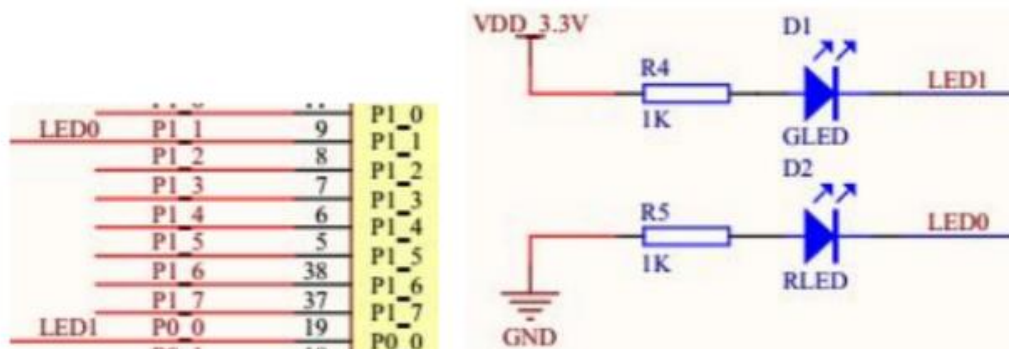 LED0 P1_1 9 P1_0
P1_2 8 P1_1
P1_3 7 P1_2
P1_4 6 P1_3
P1_5 5 P1_4
P1_6 38 P1_5
P1_7 37 P1_6
LED1 P0_0 19 P1_7
P0_0
VDD_3.3V
R4
1K
D1
GLED
LED1
D2
R5
1K
RLED
LED0
GND